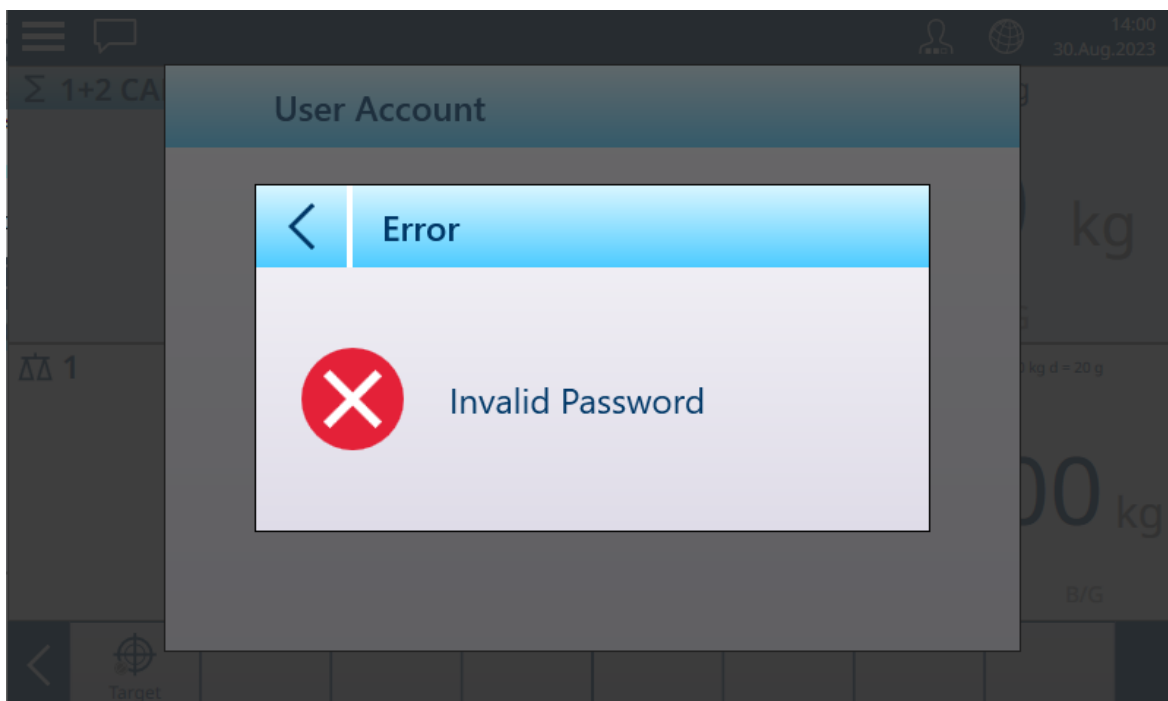 14:00
30.Aug.2023
Σ 1+2 CA
User Account
Error
kg
Invalid Password
1
kg d = 20 g
00 kg
B/G
Target